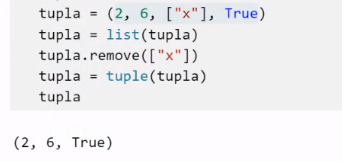 tupla = (2, 6, ["x"], True)
tupla = list(tupla)
tupla.remove(["x"])
tupla = tuple(tupla)
tupla
(2, 6, True)